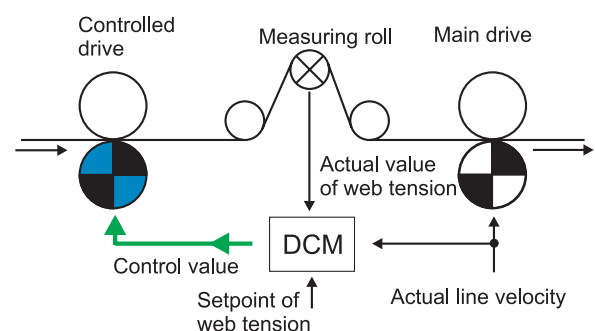 Controlled
drive
Measuring roll
Main drive
Actual value
of web tension
DCM
Control value
Setpoint of
web tension
Actual line velocity